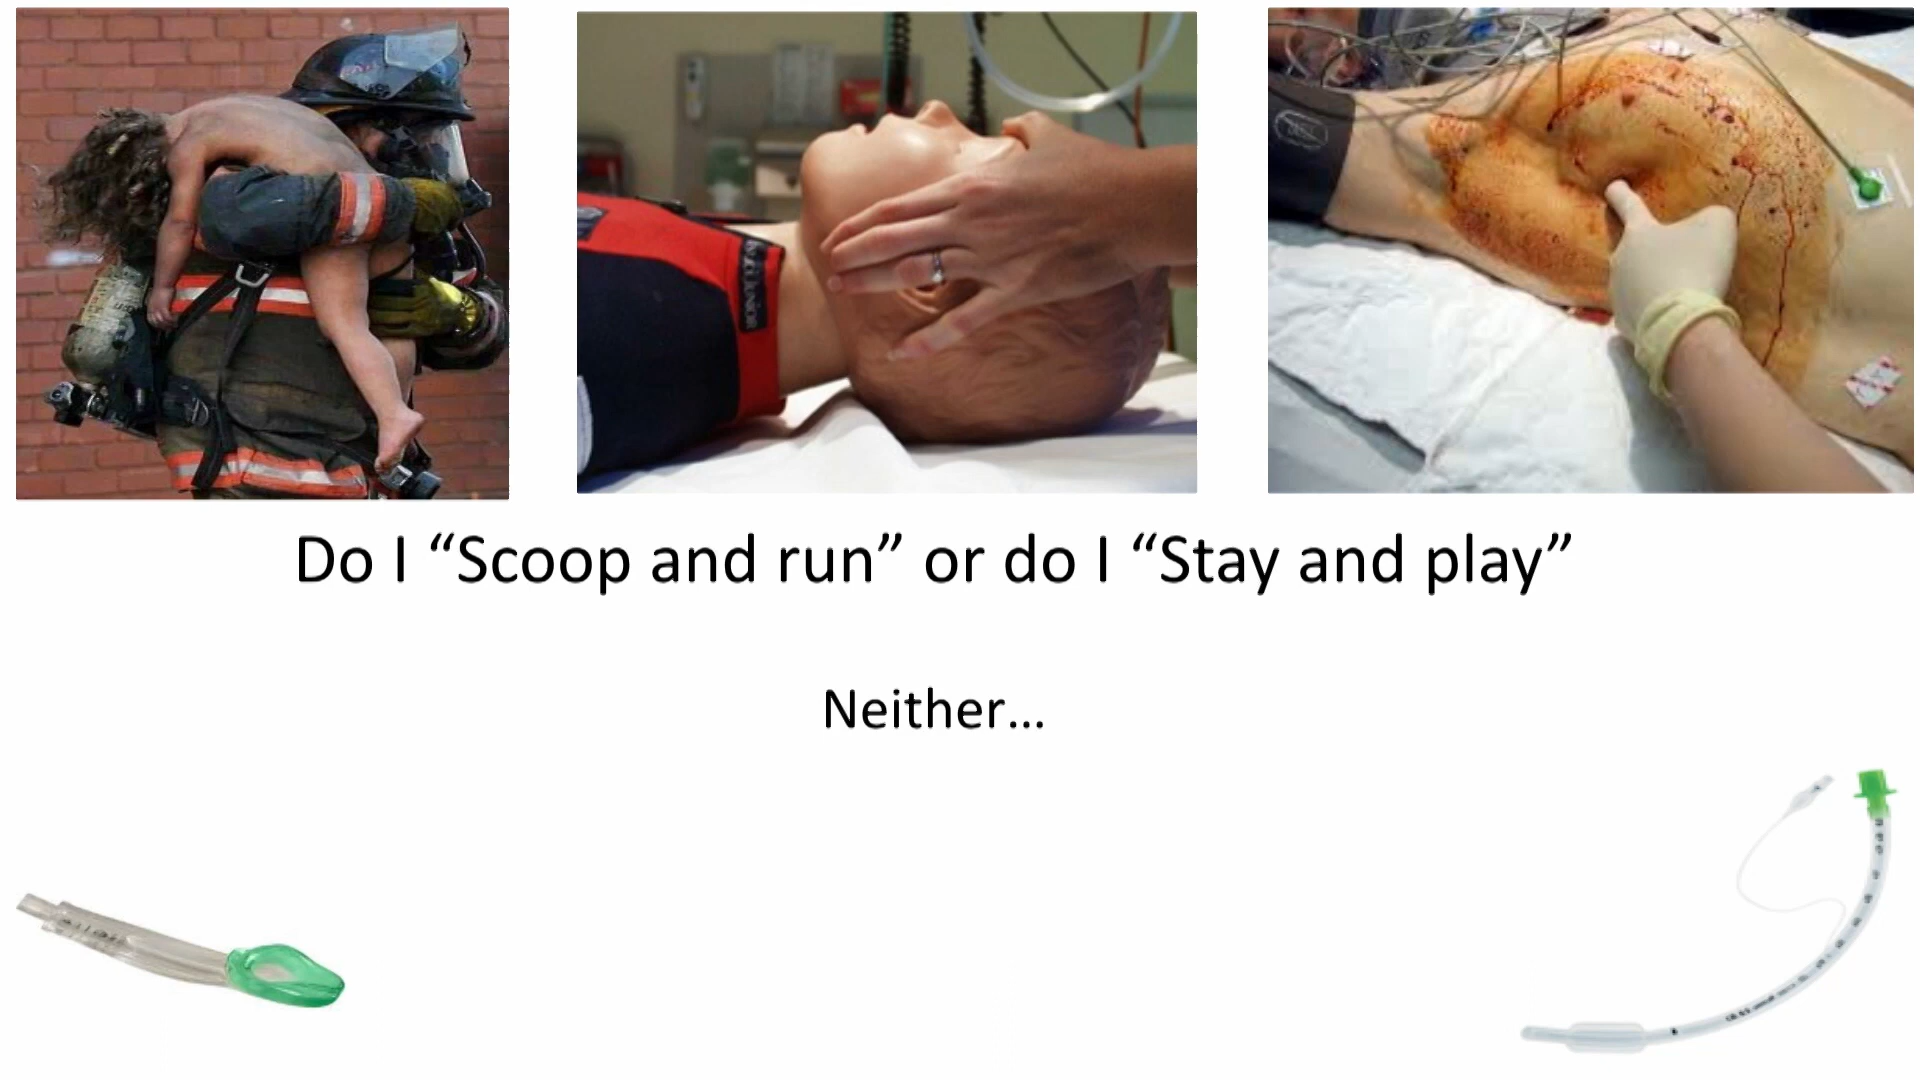 Do I “Scoop and run” or do I “Stay and play”
Neither…